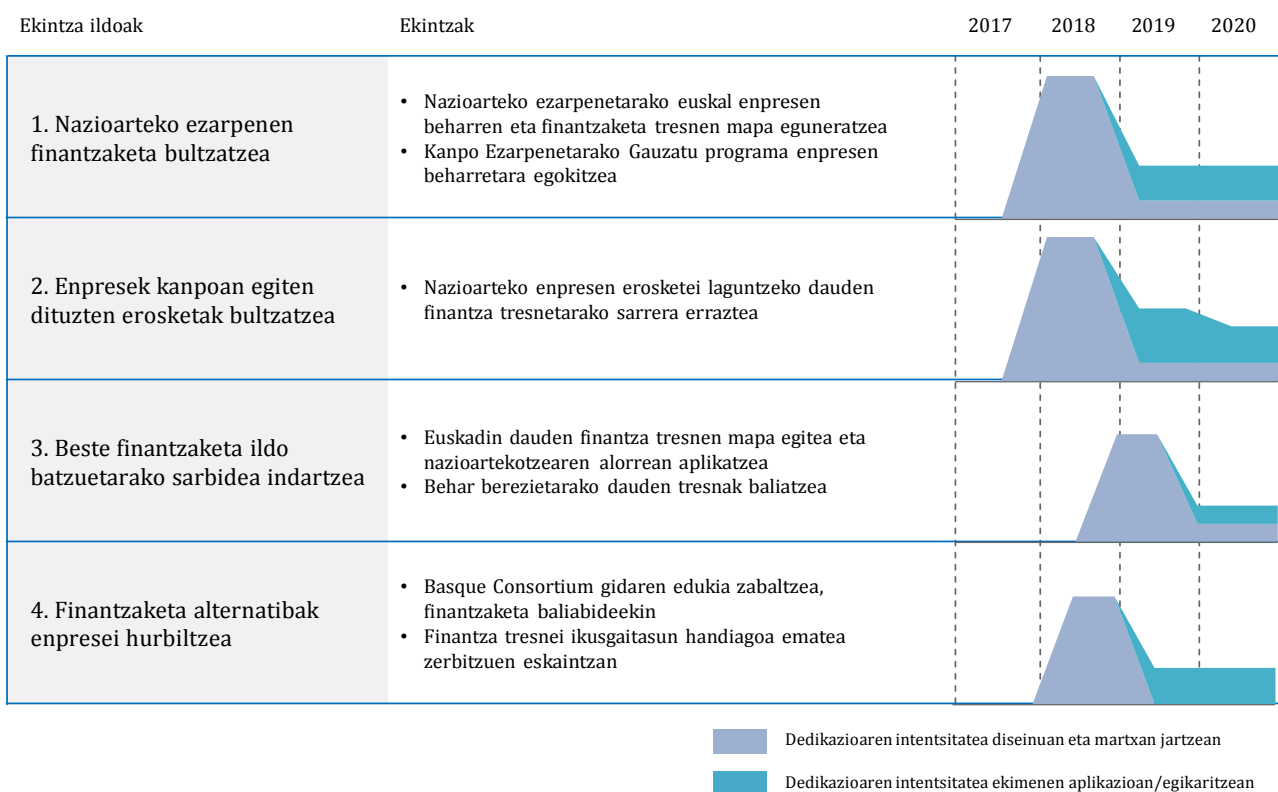 Ekintza ildoak
Ekintzak
2017
2018
2019
2020
1. Nazioarteko ezarpenen
finantzaketa bultzatzea
• Nazioarteko ezarpenetarako euskal enpresen
beharren eta finantzaketa tresnen mapa eguneratzea
• Kanpo Ezarpenetarako Gauzatu programa enpresen
beharretara egokitzea
2. Enpresek kanpoan egiten
dituzten erosketak bultzatzea
• Nazioarteko enpresen erosketei laguntzeko dauden
finantza tresnetarako sarrera erraztea
3. Beste finantzaketa ildo
batzuetarako sarbidea indartzea
• Euskadin dauden finantza tresnen mapa egitea eta
nazioartekotzearen alorrean aplikatzea
• Behar berezietarako dauden tresnak baliatzea
4. Finantzaketa alternatibak
enpresei hurbiltzea
• Basque Consortium gidaren edukia zabaltzea,
finantzaketa baliabideekin
• Finantza tresnei ikusgaitasun handiagoa ematea
zerbitzuen eskaintzan
Dedikazioaren intentsitatea diseinuan eta martxan jartzean
Dedikazioaren intentsitatea ekimenen aplikazioan/egikaritzean